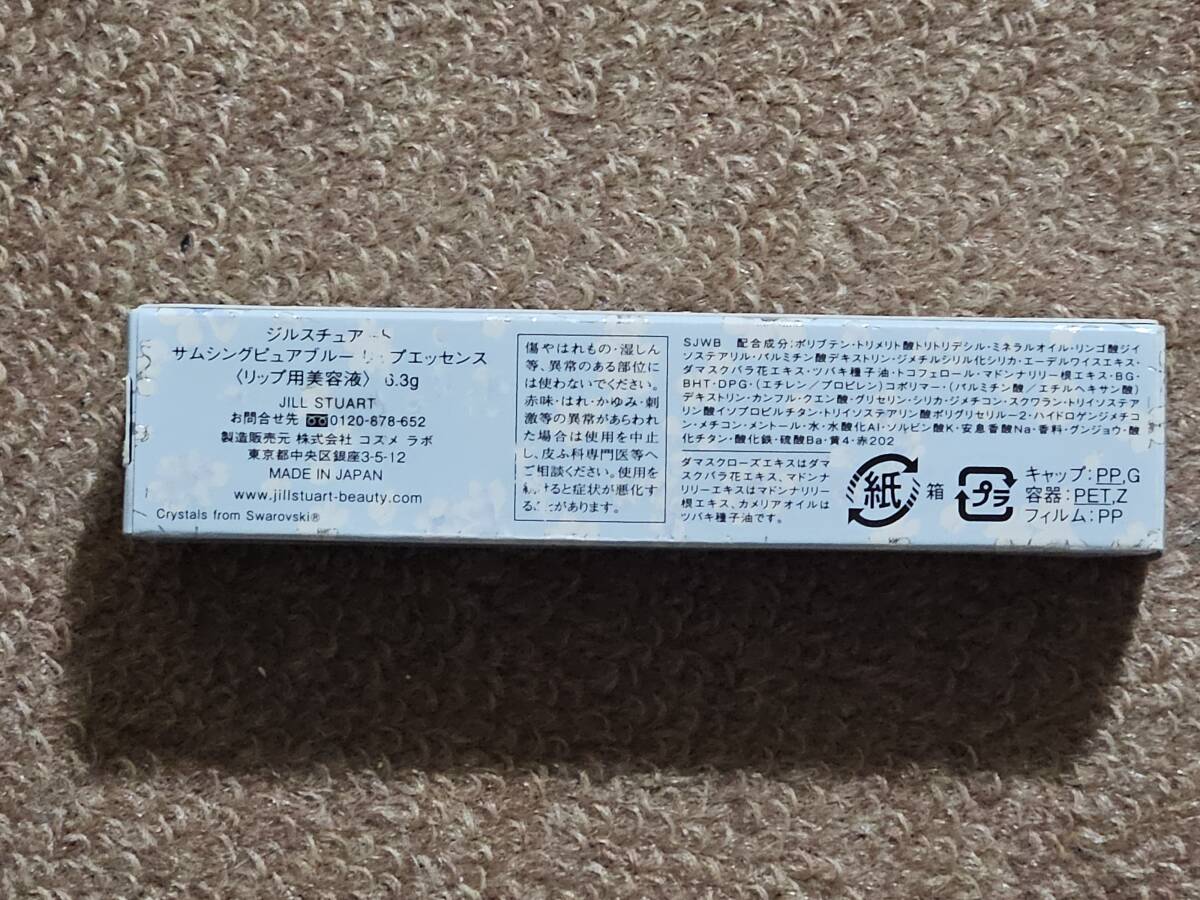 ジルスチュア
サムシングピュアブルー プエッセンス
〈リップ用美容液〉 6.3g
JILL STUART
お問合せ先 0120-878-652
製造販売元 株式会社 コスメ ラボ
東京都中央区銀座3-5-12
MADE IN JAPAN
www.jillstuart-beauty.com
Crystals from Swarovski®
傷やはれもの・湿しん
等、異常のある部位に
は使わないでください。
赤味・はれ・かゆみ・刺
激等の異常があらわれ
た場合は使用を中止
し、皮ふ科専門医等へ
ご相談ください。使用を
続けると症状が悪化す
ることがあります。
SJWB 配合成分:ポリブテン・トリメリト酸トリトリデシル・ミネラルオイル・リンゴ酸ジイ
ソステアリル・パルミチン酸デキストリン・ジメチルシリル化シリカ・エーデルワイスエキス・
ダマスクバラ花エキス・ツバキ種子油・トコフェロール・マドンナリリー根エキス・BG・
BHT・DPG・(エチレン/プロピレン)コポリマー・(パルミチン酸/エチルヘキサン酸)
デキストリン・カンフル・クエン酸・グリセリン・シリカ・ジメチコン・スクワラン・トリイソステア
リン酸イソプロピルチタン・トリイソステアリン酸ポリグリセリル-2・ハイドロゲンジメチコ
ン・メチコン・メントール・水・水酸化Al・ソルビン酸K・安息香酸Na・香料・グンジョウ・酸
化チタン・酸化鉄・硫酸Ba・黄4・赤202
ダマスクローズエキスはダマ
スクバラ花エキス、マドンナ
リリーエキスはマドンナリリー
根エキス、カメリアオイルは
ツバキ種子油です。
紙 箱
プラ
キャップ:PP,G
容器:PET,Z
フィルム:PP